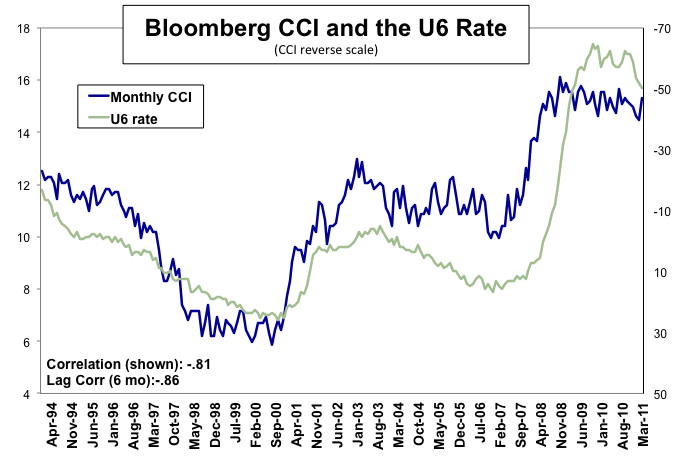 Bloomberg CCI and the U6 Rate
(CCI reverse scale)
Monthly CCI
U6 rate
18
16
14
12
10
8
6
4
-70
-50
-30
-10
10
30
50
Correlation (shown): -.81
Lag Corr (6 mo):-.86
Apr-94
Nov-94
Jun-95
Jan-96
Aug-96
Mar-97
Oct-97
May-98
Dec-98
Jul-99
Feb-00
Sep-00
Apr-01
Nov-01
Jun-02
Jan-03
Aug-03
Mar-04
Oct-04
May-05
Dec-05
Jul-06
Feb-07
Sep-07
Apr-08
Nov-08
Jun-09
Jan-10
Aug-10
Mar-11